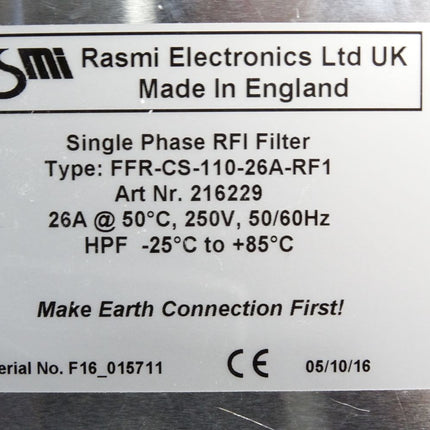 Rasmi Electronics Ltd UK
Made In England
Single Phase RFI Filter
Type: FFR-CS-110-26A-RF1
Art Nr. 216229
26A @ 50°C, 250V, 50/60Hz
HPF -25°C to +85°C
Make Earth Connection First!
erial No. F16_015711 CE 05/10/16